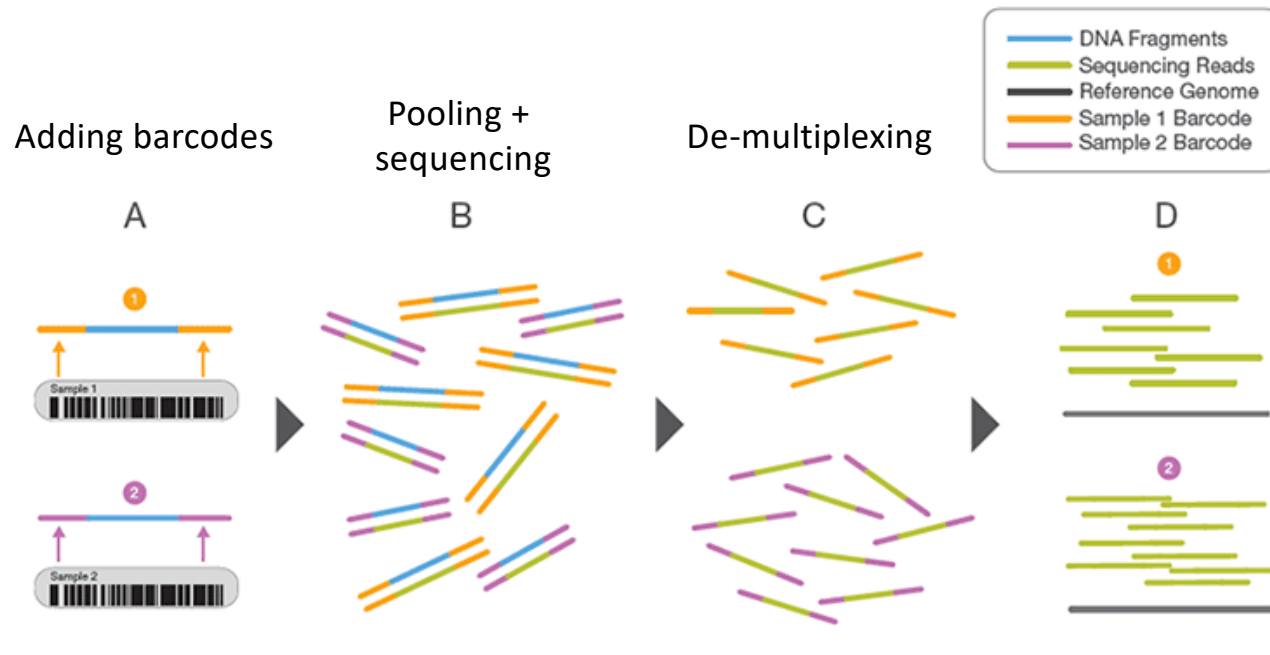 DNA Fragments
Sequencing Reads
Reference Genome
Sample 1 Barcode
Sample 2 Barcode
Adding barcodes
Pooling +
sequencing
De-multiplexing
A
B
C
D
1
1
Sample 1
2
2
Sample 2